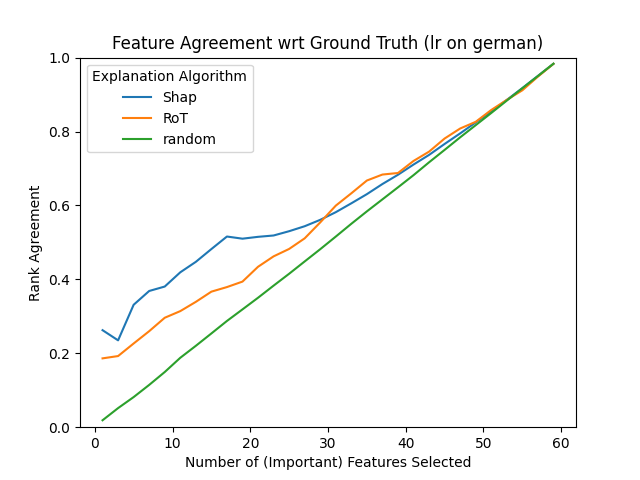 Feature Agreement wrt Ground Truth (lr on german)
1.0
0.8
0.6
0.4
0.2
0.0
Rank Agreement
Explanation Algorithm
Shap
RoT
random
0 10 20 30 40 50 60
Number of (Important) Features Selected